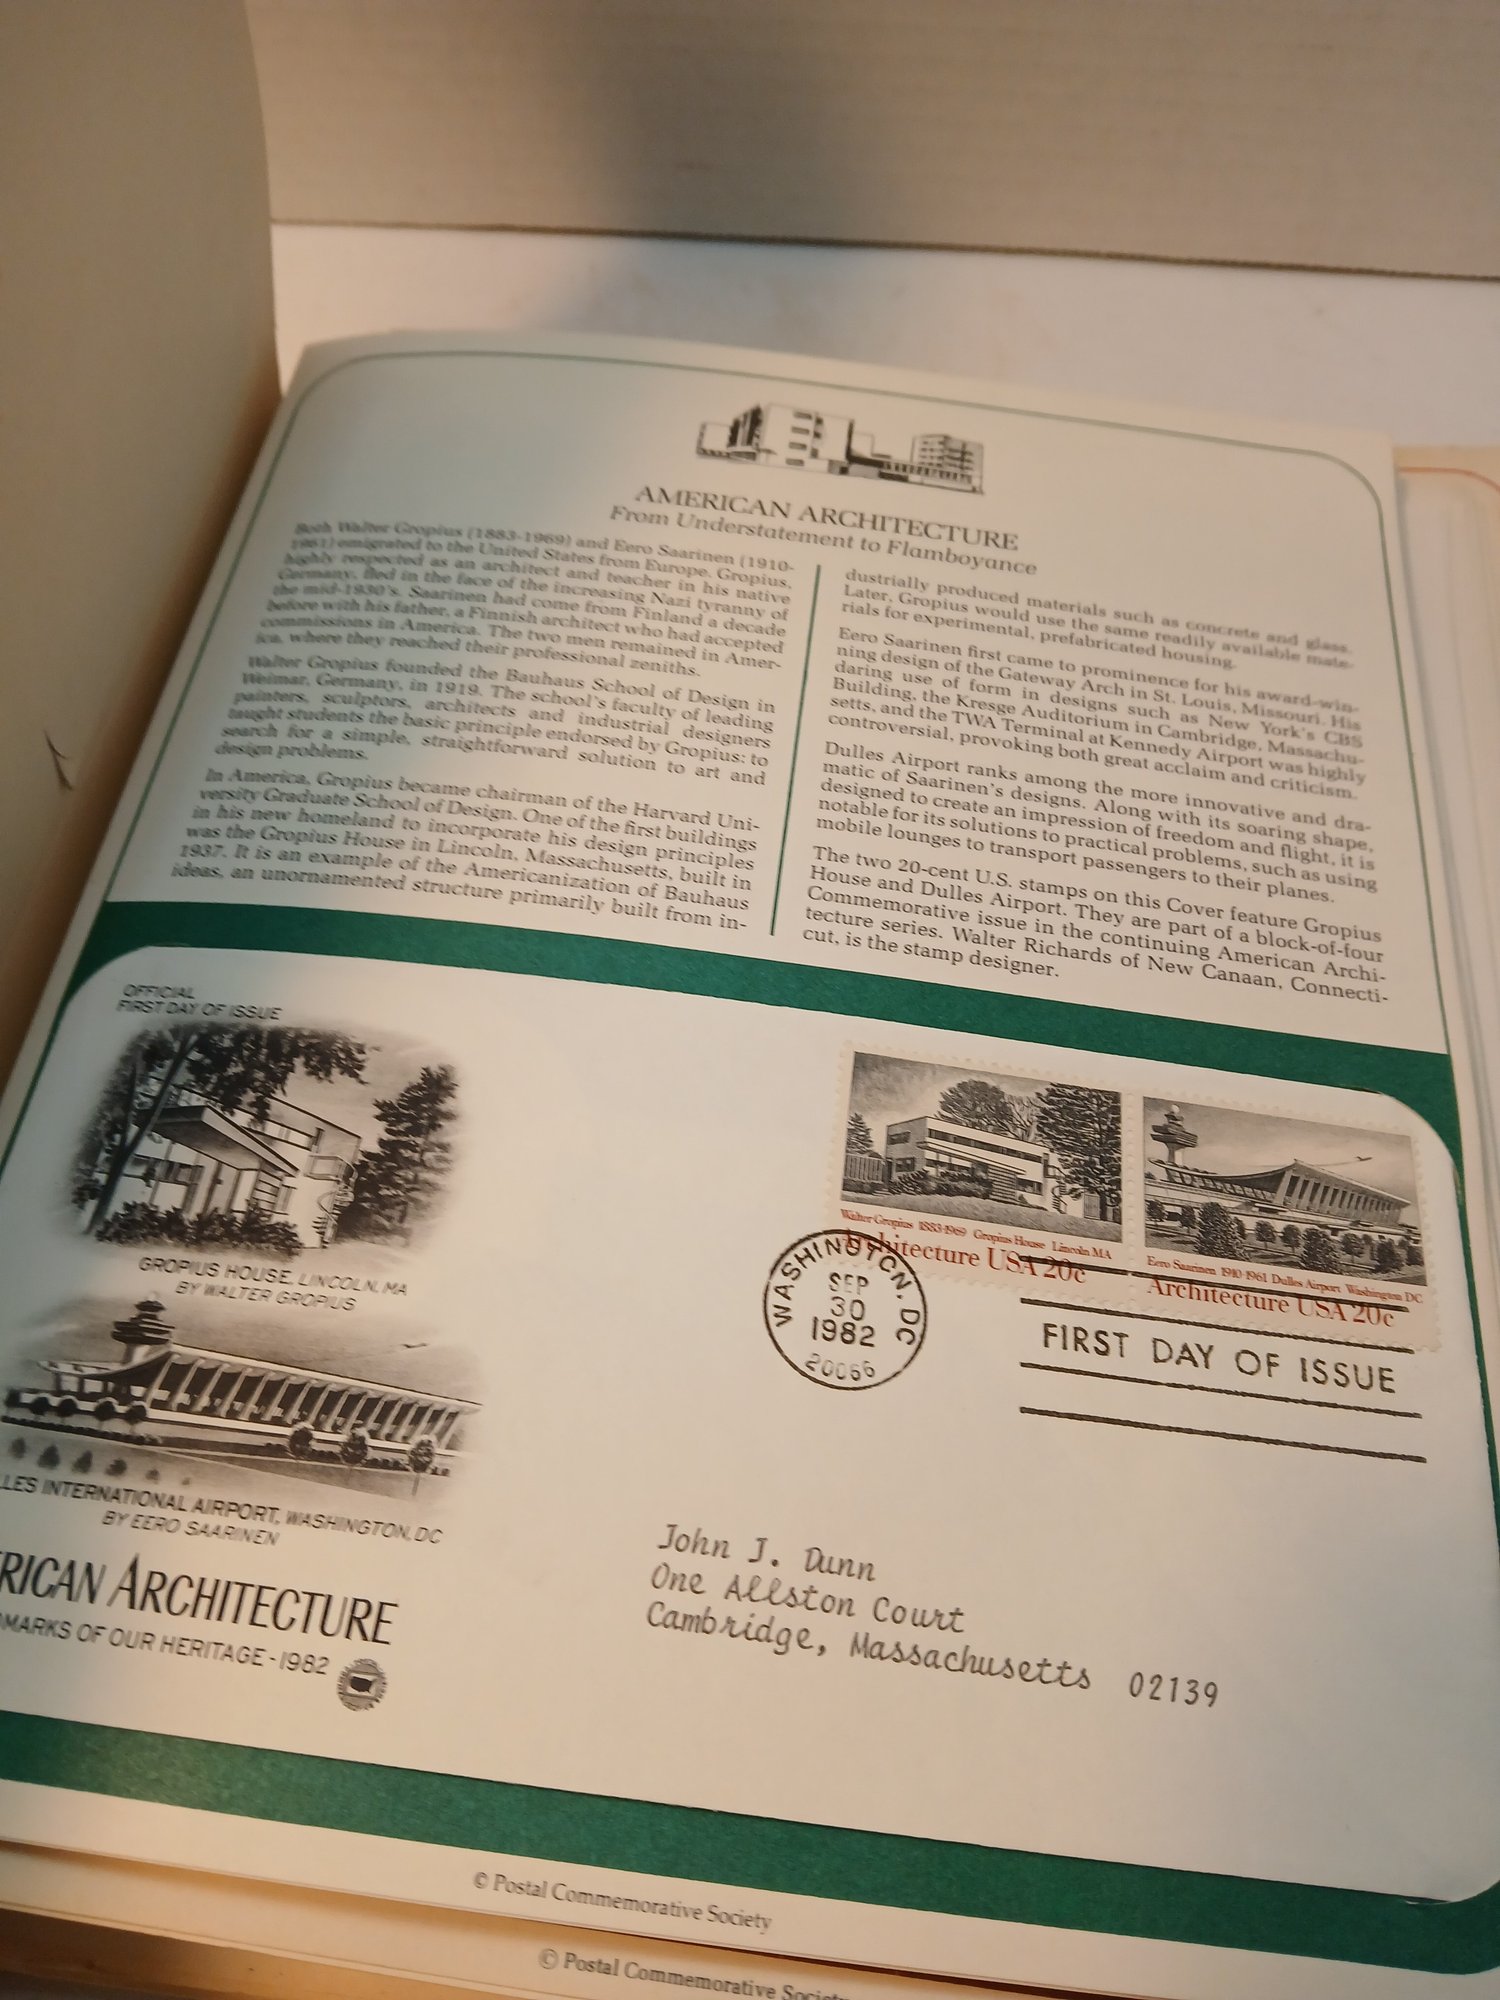 AMERICAN ARCHITECTURE
From Understatement to Flamboyance
Both Walter Gropius (1883-1969) and Eero Saarinen (1910-
1961) emigrated to the United States from Europe. Gropius,
highly respected as an architect and teacher in his native
Germany, fled in the face of the increasing Nazi tyranny of
the mid-1930's. Saarinen had come from Finland a decade
before with his father, a Finnish architect who had accepted
commissions in America. The two men remained in Amer-
ica, where they reached their professional zeniths.
Walter Gropius founded the Bauhaus School of Design in
Weimar, Germany, in 1919. The school's faculty of leading
painters, sculptors, architects and industrial designers
taught students the basic principle endorsed by Gropius: to
search for a simple, straightforward solution to art and
design problems.
In America, Gropius became chairman of the Harvard Uni-
versity Graduate School of Design. One of the first buildings
in his new homeland to incorporate his design principles
was the Gropius House in Lincoln, Massachusetts, built in
1937. It is an example of the Americanization of Bauhaus
ideas, an unornamented structure primarily built from in-
dustrially produced materials such as concrete and glass.
Later, Gropius would use the same readily available mate-
rials for experimental, prefabricated housing.
Eero Saarinen first came to prominence for his award-win-
ning design of the Gateway Arch in St. Louis, Missouri. His
daring use of form in designs such as New York's CBS
Building, the Kresge Auditorium in Cambridge, Massachu-
setts, and the TWA Terminal at Kennedy Airport was highly
controversial, provoking both great acclaim and criticism.
Dulles Airport ranks among the more innovative and dra-
matic of Saarinen's designs. Along with its soaring shape,
designed to create an impression of freedom and flight, it is
notable for its solutions to practical problems, such as using
mobile lounges to transport passengers to their planes.
The two 20-cent U.S. stamps on this Cover feature Gropius
House and Dulles Airport. They are part of a block-of-four
Commemorative issue in the continuing American Archi-
tecture series. Walter Richards of New Canaan, Connecti-
cut, is the stamp designer.
OFFICIAL
FIRST DAY OF ISSUE
GROPIUS HOUSE, LINCOLN, MA
BY WALTER GROPIUS
LLES INTERNATIONAL AIRPORT, WASHINGTON, DC
BY EERO SAARINEN
RICAN ARCHITECTURE
MARKS OF OUR HERITAGE - 1982
Walter Gropius 1883-1969 Gropius House Lincoln MA
Architecture USA 20c
Eero Saarinen 1910-1961 Dulles Airport Washington DC
Architecture USA 20c
WASHINGTON, DC
SEP
30
1982
20066
FIRST DAY OF ISSUE
John J. Dunn
One Allston Court
Cambridge, Massachusetts 02139
© Postal Commemorative Society
© Postal Commemorative Society